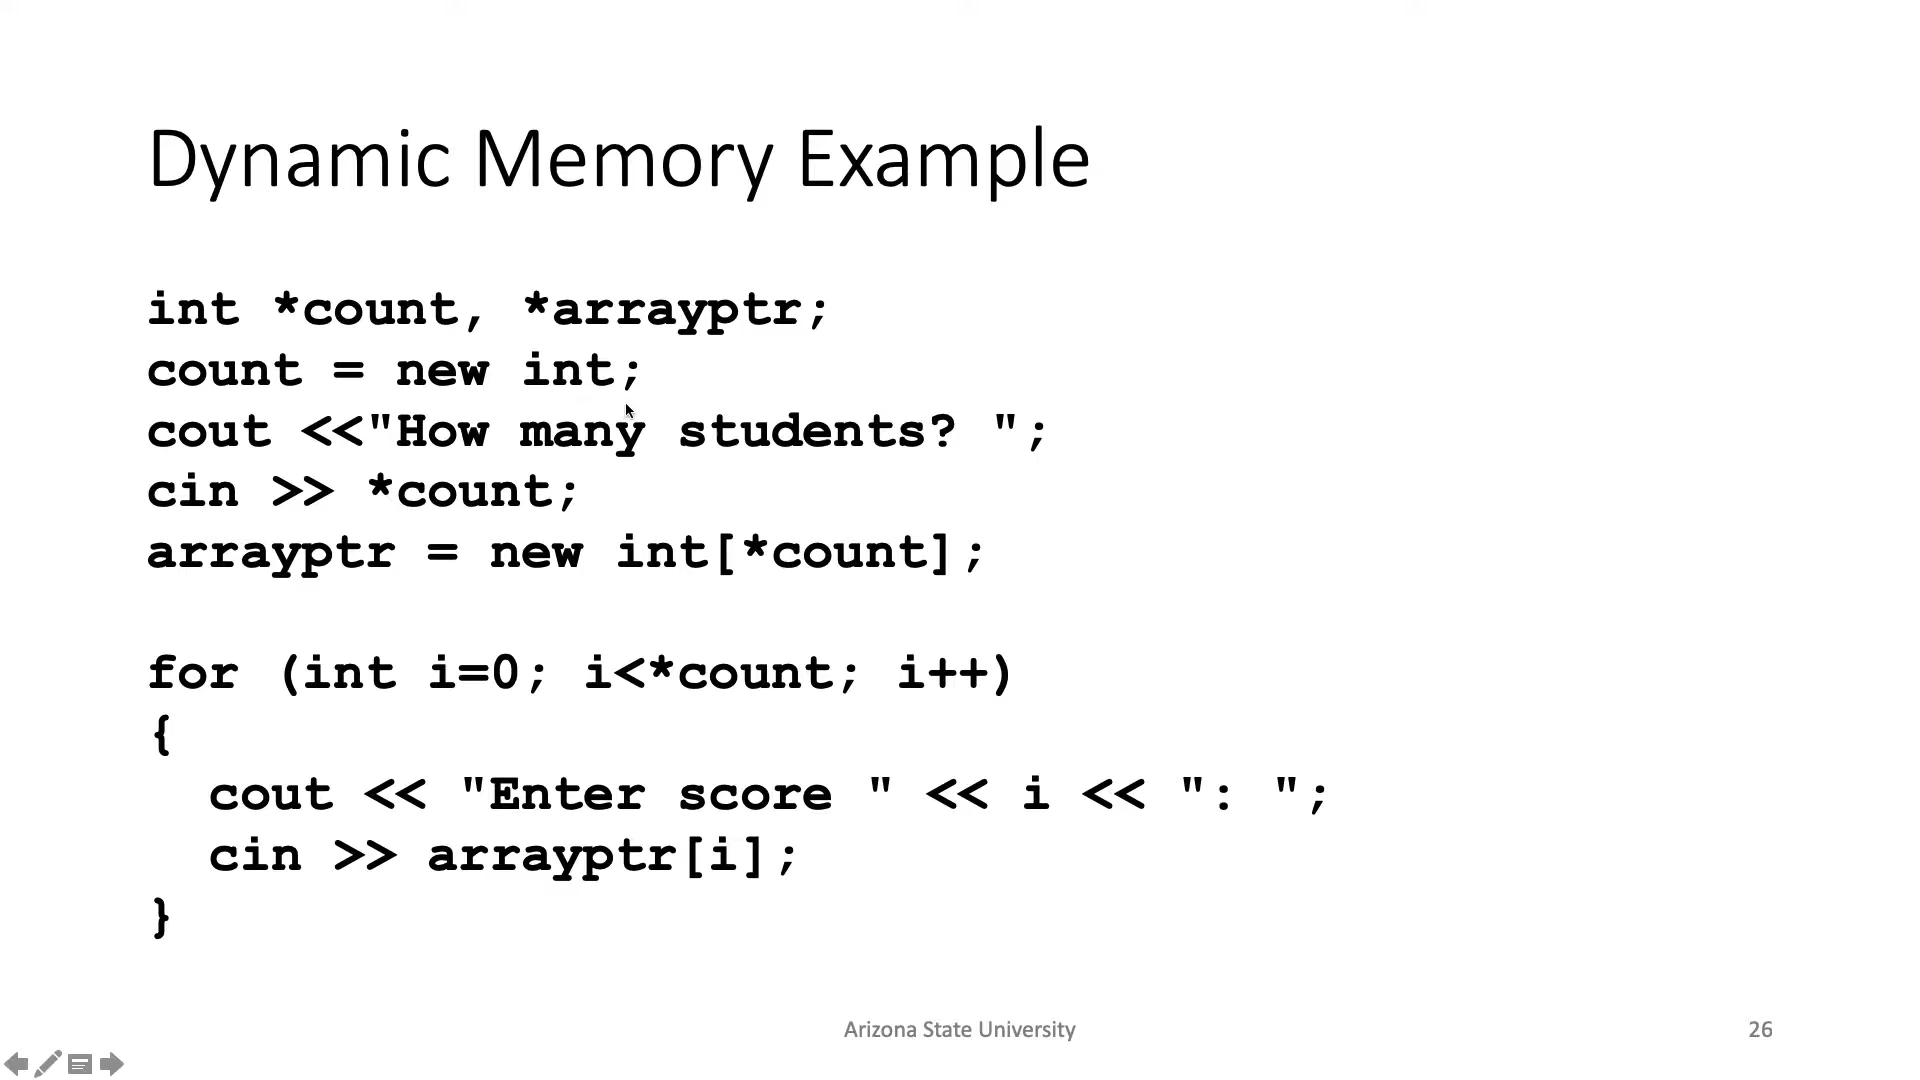 Dynamic Memory Example
int *count, *arrayptr;
count = new int;
cout <<"How many students? ";
cin >> *count;
arrayptr = new int[*count];
for (int i=0; i<*count; i++)
{
cout << "Enter score " << i << ": ";
cin >> arrayptr[i];
}
Arizona State University
26